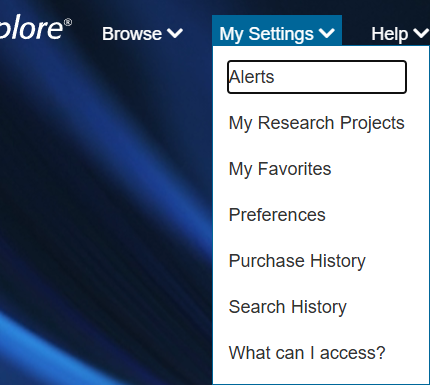 plore®
Browse
My Settings
Help
Alerts
My Research Projects
My Favorites
Preferences
Purchase History
Search History
What can I access?